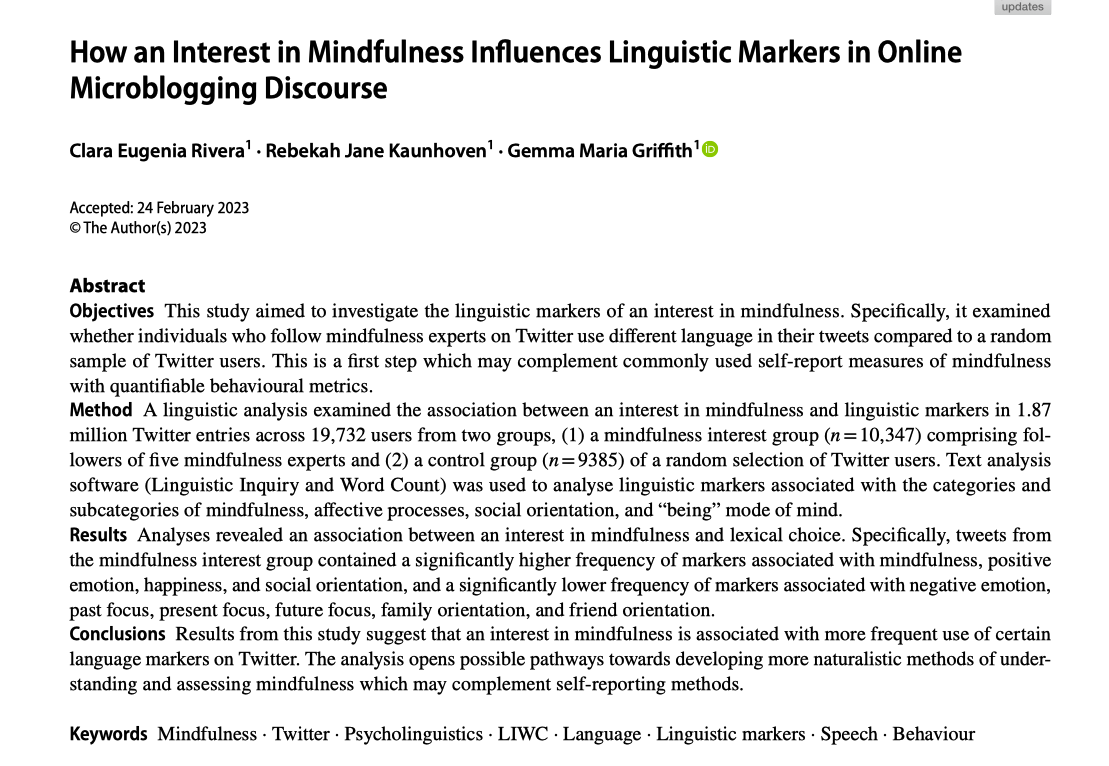 updates
How an Interest in Mindfulness Influences Linguistic Markers in Online
Microblogging Discourse
Clara Eugenia Rivera1 · Rebekah Jane Kaunhoven1 · Gemma Maria Griffith1 iD
Accepted: 24 February 2023
© The Author(s) 2023
Abstract
Objectives This study aimed to investigate the linguistic markers of an interest in mindfulness. Specifically, it examined
whether individuals who follow mindfulness experts on Twitter use different language in their tweets compared to a random
sample of Twitter users. This is a first step which may complement commonly used self-report measures of mindfulness
with quantifiable behavioural metrics.
Method A linguistic analysis examined the association between an interest in mindfulness and linguistic markers in 1.87
million Twitter entries across 19,732 users from two groups, (1) a mindfulness interest group (n=10,347) comprising fol-
lowers of five mindfulness experts and (2) a control group (n=9385) of a random selection of Twitter users. Text analysis
software (Linguistic Inquiry and Word Count) was used to analyse linguistic markers associated with the categories and
subcategories of mindfulness, affective processes, social orientation, and “being” mode of mind.
Results Analyses revealed an association between an interest in mindfulness and lexical choice. Specifically, tweets from
the mindfulness interest group contained a significantly higher frequency of markers associated with mindfulness, positive
emotion, happiness, and social orientation, and a significantly lower frequency of markers associated with negative emotion,
past focus, present focus, future focus, family orientation, and friend orientation.
Conclusions Results from this study suggest that an interest in mindfulness is associated with more frequent use of certain
language markers on Twitter. The analysis opens possible pathways towards developing more naturalistic methods of under-
standing and assessing mindfulness which may complement self-reporting methods.
Keywords Mindfulness · Twitter · Psycholinguistics · LIWC · Language · Linguistic markers · Speech · Behaviour